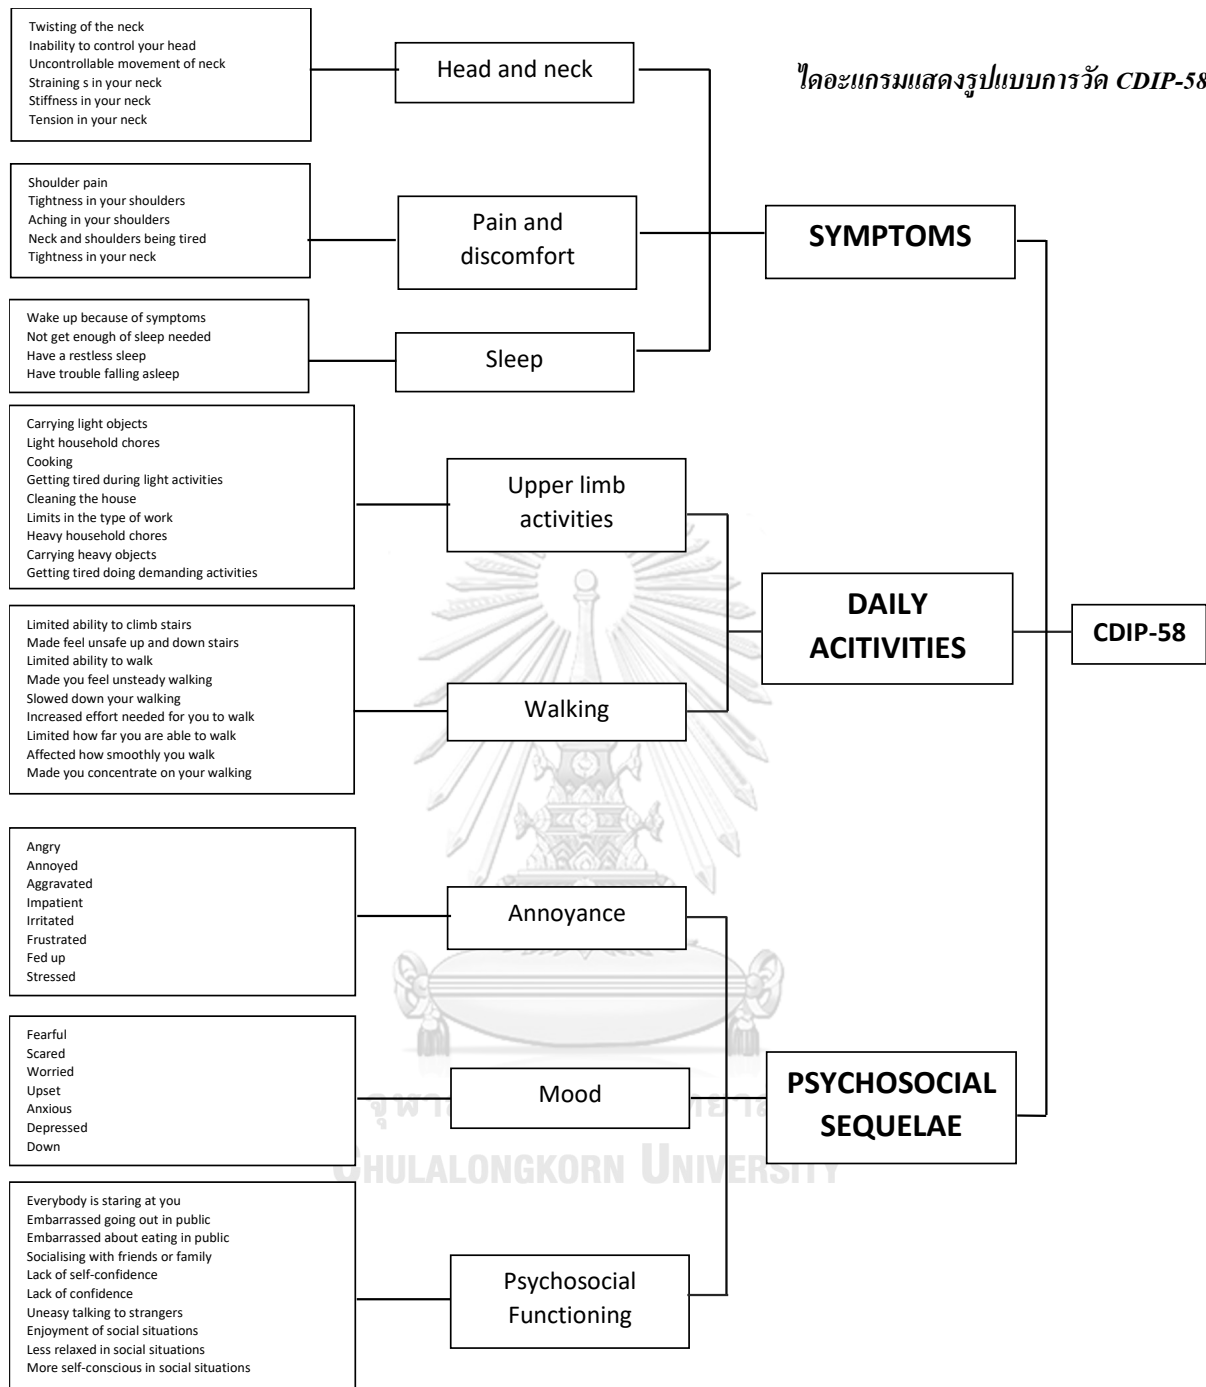 Twisting of the neck
Inability to control your head
Uncontrollable movement of neck
Straining s in your neck
Stiffness in your neck
Tension in your neck
Head and neck
ไดอะแกรมแสดงรูปแบบการวัด CDIP-58
Shoulder pain
Tightness in your shoulders
Aching in your shoulders
Neck and shoulders being tired
Tightness in your neck
Pain and
discomfort
SYMPTOMS
Wake up because of symptoms
Not get enough of sleep needed
Have a restless sleep
Have trouble falling asleep
Sleep
Carrying light objects
Light household chores
Cooking
Getting tired during light activities
Cleaning the house
Limits in the type of work
Heavy household chores
Carrying heavy objects
Getting tired doing demanding activities
Upper limb
activities
DAILY
ACITIVITIES
CDIP-58
Limited ability to climb stairs
Made feel unsafe up and down stairs
Limited ability to walk
Made you feel unsteady walking
Slowed down your walking
Increased effort needed for you to walk
Limited how far you are able to walk
Affected how smoothly you walk
Made you concentrate on your walking
Walking
Angry
Annoyed
Aggravated
Impatient
Irritated
Frustrated
Fed up
Stressed
Annoyance
Fearful
Scared
Worried
Upset
Anxious
Depressed
Down
Mood
PSYCHOSOCIAL
SEQUELAE
CHULALONGKORN UNIVERSITY
Everybody is staring at you
Embarrassed going out in public
Embarrassed about eating in public
Socialising with friends or family
Lack of self-confidence
Lack of confidence
Uneasy talking to strangers
Enjoyment of social situations
Less relaxed in social situations
More self-conscious in social situations
Psychosocial
Functioning